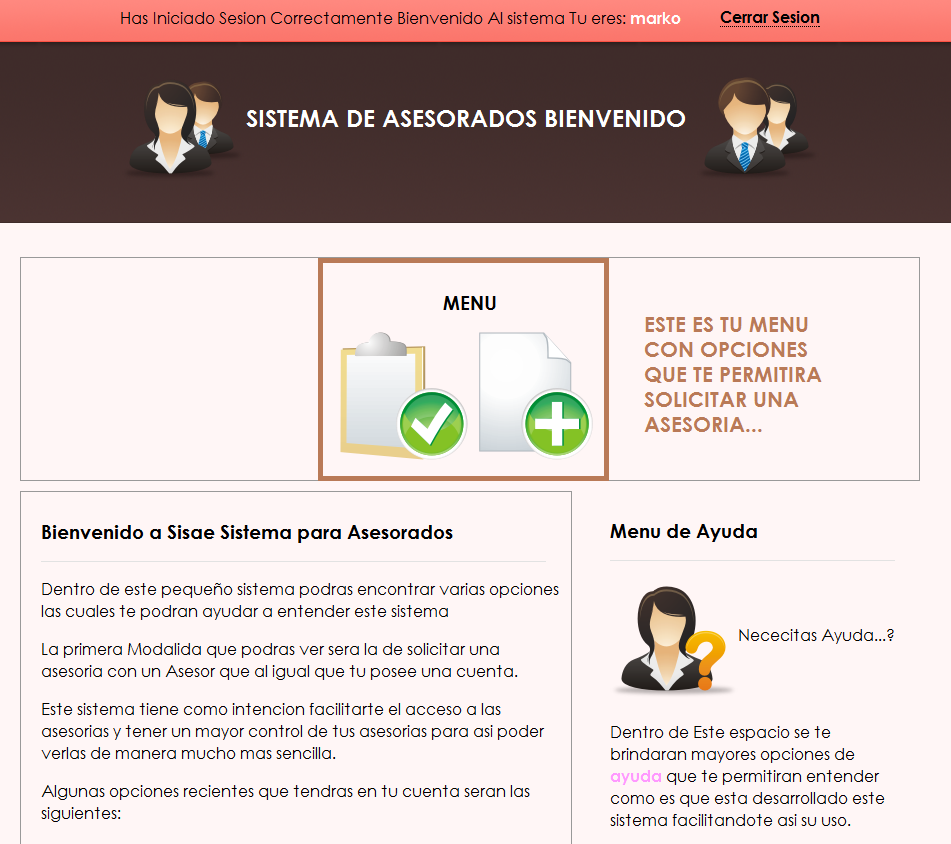 Has Iniciado Sesion Correctamente Bienvenido Al sistema Tu eres: marko Cerrar Sesion
SISTEMA DE ASESORADOS BIENVENIDO
MENU
ESTE ES TU MENU
CON OPCIONES
QUE TE PERMITIRA
SOLICITAR UNA
ASESORIA...
Bienvenido a Sisae Sistema para Asesorados
Dentro de este pequeño sistema podras encontrar varias opciones
las cuales te podran ayudar a entender este sistema
La primera Modalida que podras ver sera la de solicitar una
asesoria con un Asesor que al igual que tu posee una cuenta.
Este sistema tiene como intencion facilitarte el acceso a las
asesorias y tener un mayor control de tus asesorias para asi poder
verlas de manera mucho mas sencilla.
Algunas opciones recientes que tendras en tu cuenta seran las
siguientes:
Menu de Ayuda
Nececitas Ayuda...?
Dentro de Este espacio se te
brindaran mayores opciones de
ayuda que te permitiran entender
como es que esta desarrollado este
sistema facilitandote asi su uso.